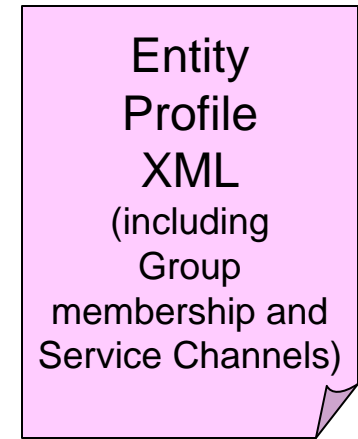 Entity
Profile
XML
(including
Group
membership and
Service Channels)